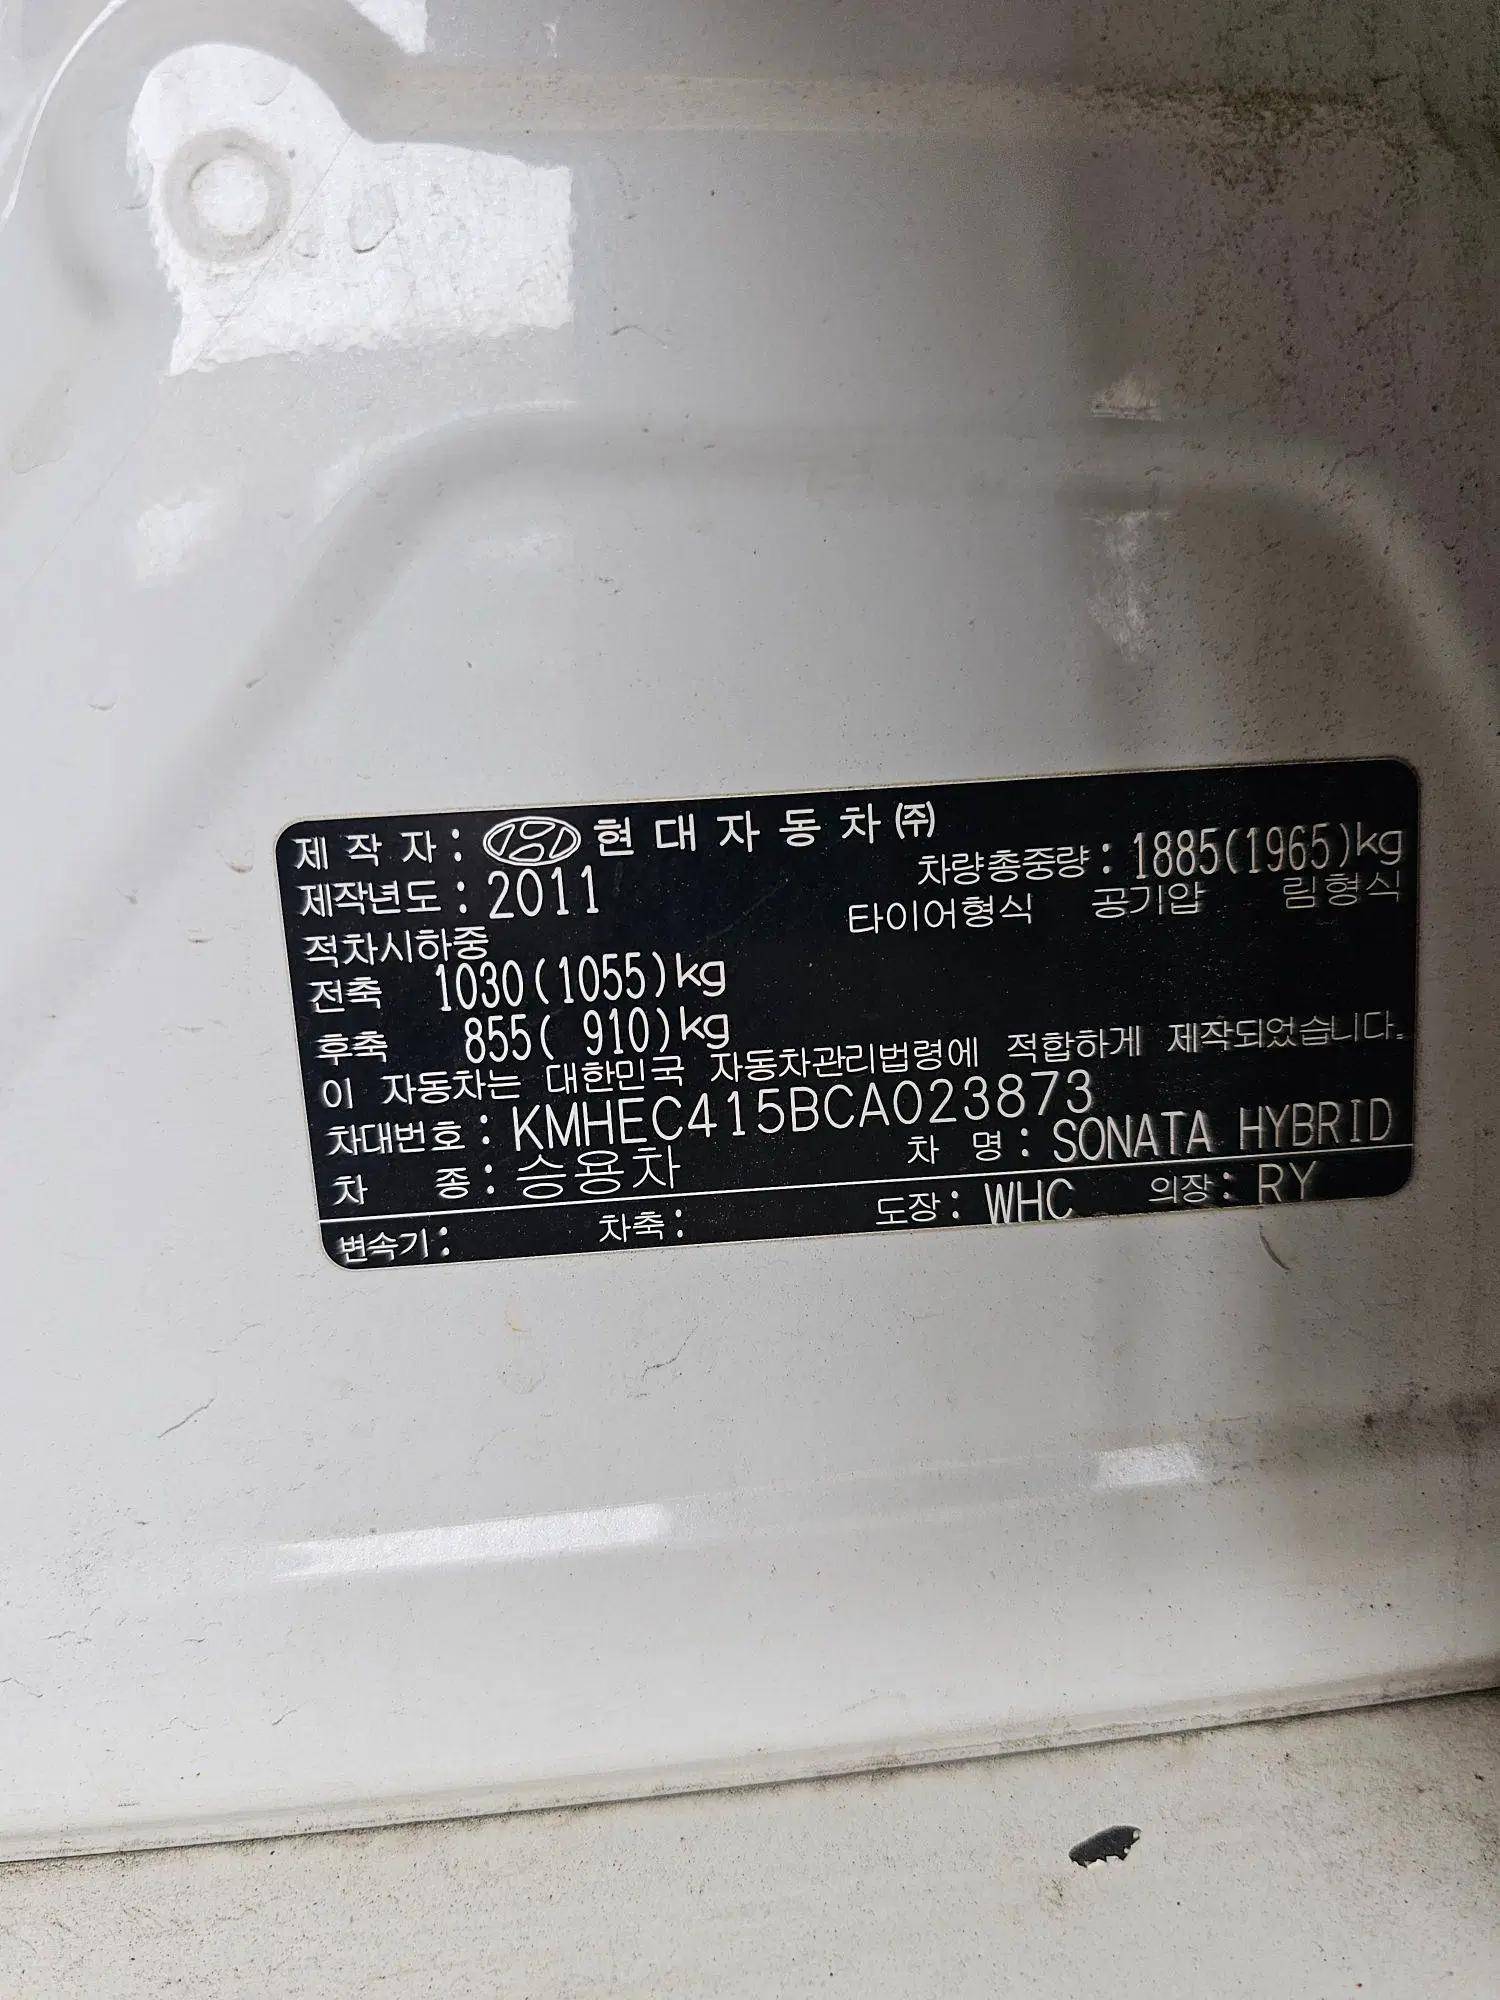 제 작 자 : 현 대 자 동 차 ㈜
제작년도 : 2011 차량총중량 : 1885(1965)kg
적차시하중 타이어형식 공기압 림형식
전축 1030(1055)kg
후축 855( 910)kg
이 자동차는 대한민국 자동차관리법령에 적합하게 제작되었습니다.
차대번호 : KMHEC415BCA023873
차 종 : 승용차 차 명 : SONATA HYBRID
변속기 : 차축 : 도장 : WHC 의장 : RY